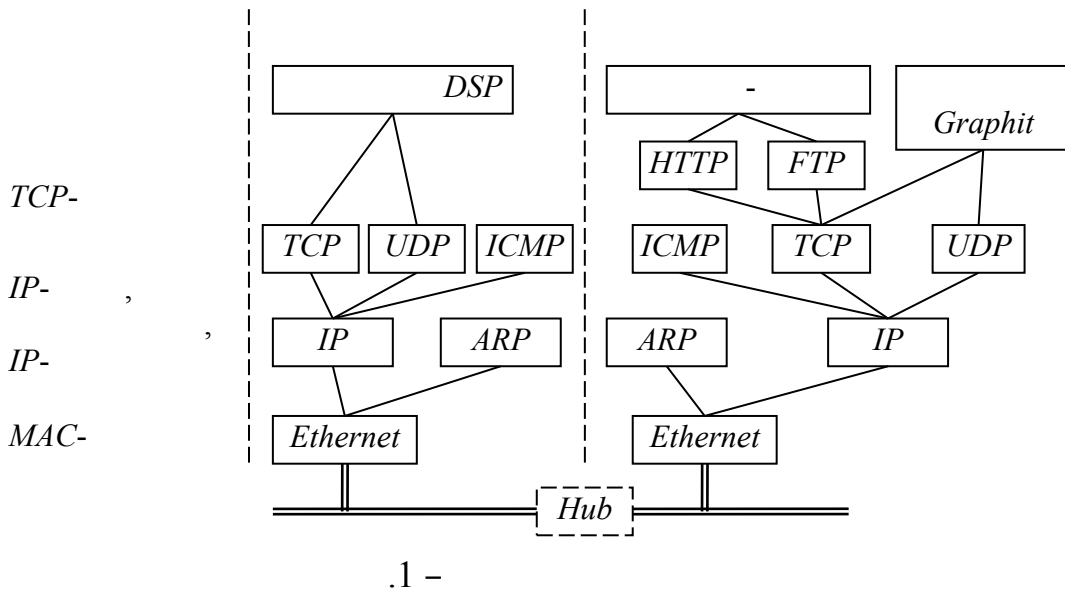 DSP
-
Graphit
HTTP FTP
TCP-
TCP UDP ICMP ICMP TCP UDP
IP- ,
,
IP ARP ARP IP
IP-
MAC- Ethernet Ethernet
Hub
.1 –